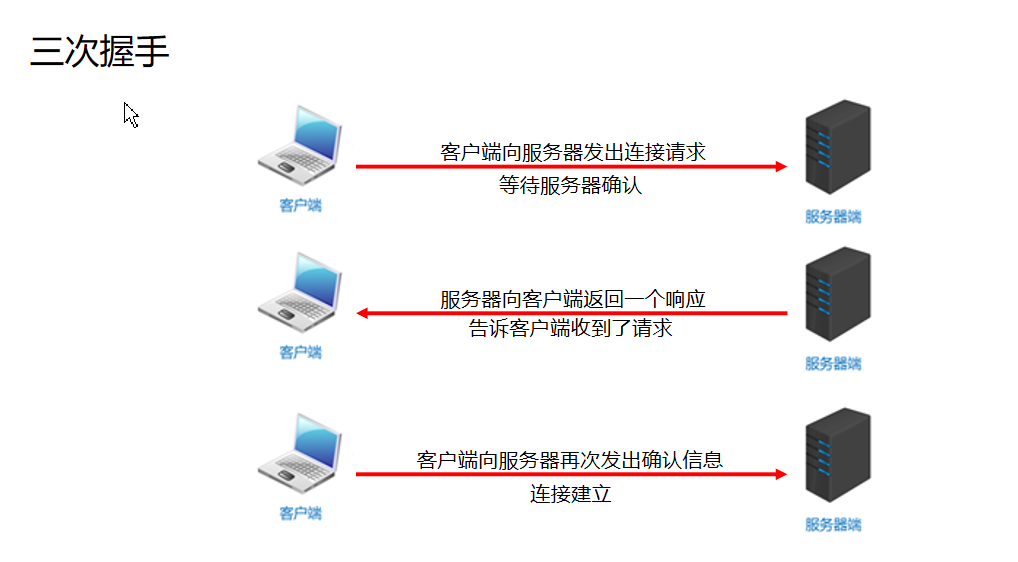 三次握手
客户端向服务器发出连接请求
等待服务器确认
客户端
服务器端
服务器向客户端返回一个响应
告诉客户端收到了请求
客户端
服务器端
客户端向服务器再次发出确认信息
连接建立
客户端
服务器端